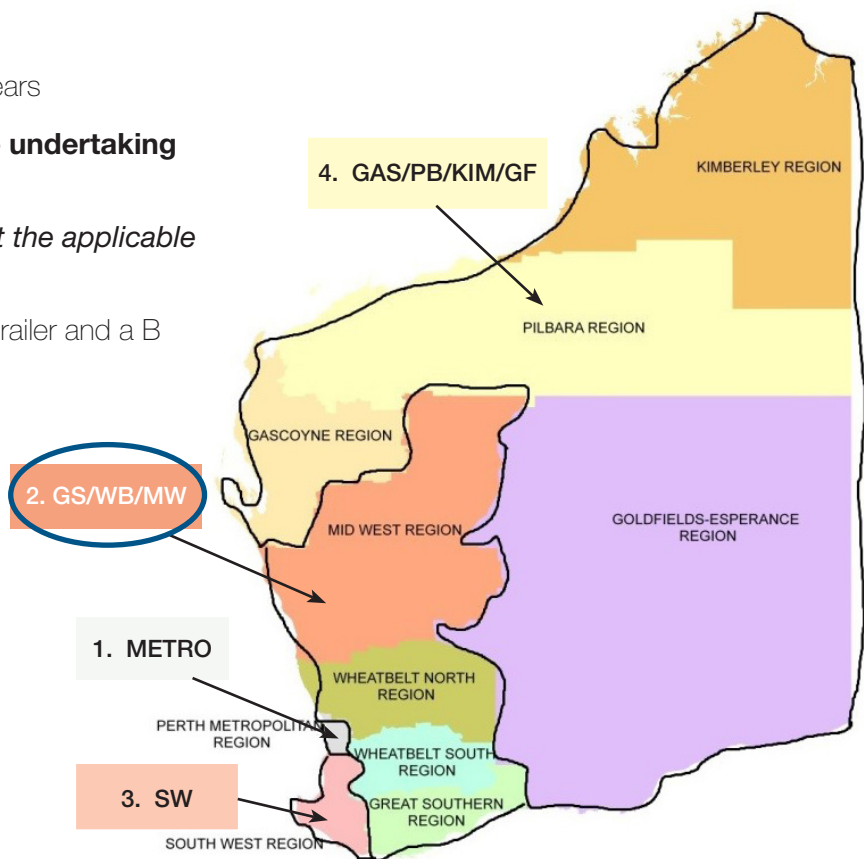 ears
undertaking
t the applicable
railer and a B
4. GAS/PB/KIM/GF
KIMBERLEY REGION
PILBARA REGION
GASCOYNE REGION
2. GS/WB/MW
MID WEST REGION
GOLDFIELDS-ESPERANCE
REGION
1. METRO
WHEATBELT NORTH
REGION
PERTH METROPOLITAN
REGION
WHEATBELT SOUTH
REGION
3. SW
GREAT SOUTHERN
REGION
SOUTH WEST REGION